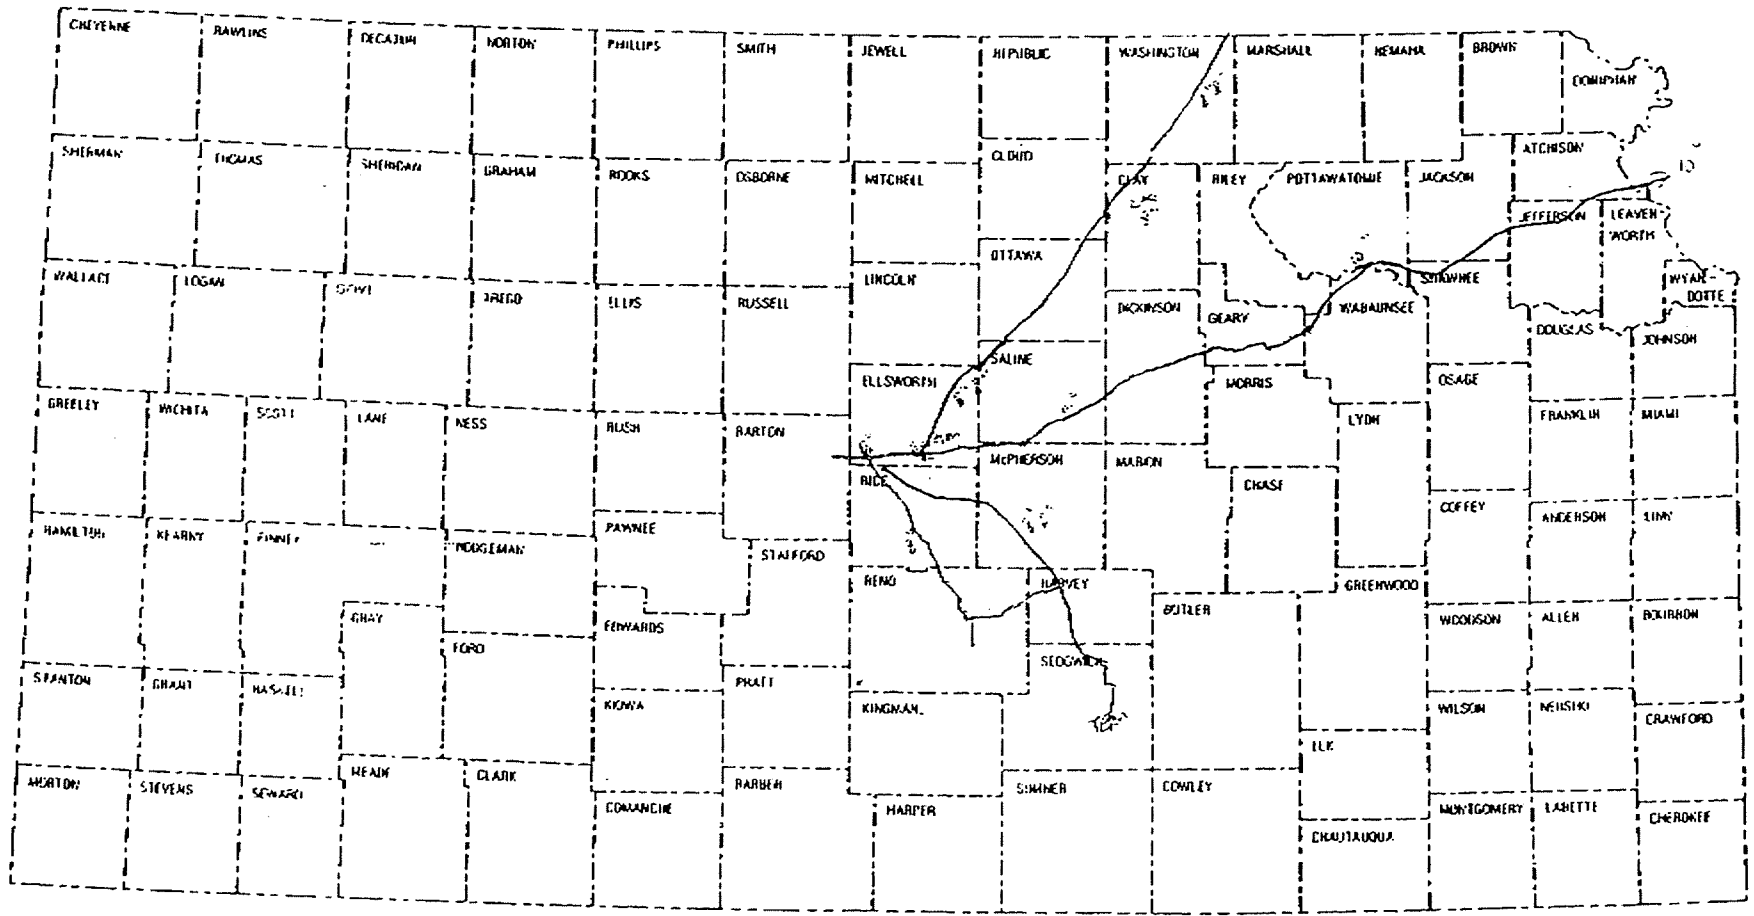 CHEYENNE
RAWLINS
DECATUR
NORTON
PHILLIPS
SMITH
JEWELL
REPUBLIC
WASHINGTON
MARSHALL
NEMAHA
BROWN
DONIPHAN
SHERMAN
THOMAS
SHERIDAN
GRAHAM
ROOKS
OSBORNE
MITCHELL
CLOUD
CLAY
RILEY
POTTAWATOMIE
JACKSON
ATCHISON
JEFFERSON
LEAVEN-
WORTH
WALLACE
LOGAN
GOVE
TREGO
ELLIS
RUSSELL
LINCOLN
OTTAWA
DICKINSON
GEARY
WABAUNSEE
SHAWNEE
WYAN
DOTTE
DOUGLAS
JOHNSON
GREELEY
WICHITA
SCOTT
LANE
NESS
RUSH
BARTON
ELLSWORTH
SALINE
MORRIS
LYON
OSAGE
FRANKLIN
MIAMI
RICE
McPHERSON
MARION
CHASE
COFFEY
ANDERSON
LINN
HAMILTON
KEARNY
FINNEY
HODGEMAN
PAWNEE
STAFFORD
RENO
HARVEY
BUTLER
GREENWOOD
WOODSON
ALLEN
BOURBON
GRAY
FORD
EDWARDS
STANTON
GRANT
HASKELL
KIOWA
PRATT
KINGMAN
SEDGWICK
WILSON
NEOSHO
CRAWFORD
ELK
MORTON
STEVENS
SEWARD
MEADE
CLARK
COMANCHE
BARBER
HARPER
SUMNER
COWLEY
CHAUTAUQUA
MONTGOMERY
LABETTE
CHEROKEE